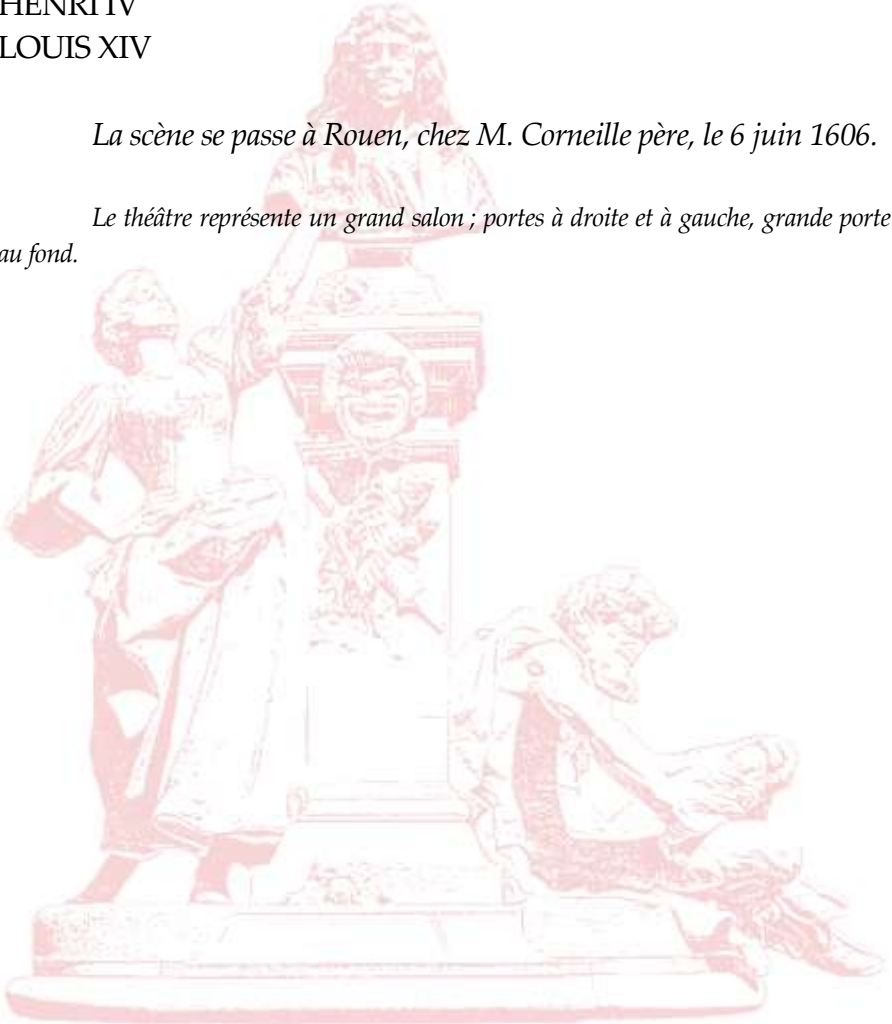 HENRI IV
LOUIS XIV
La scène se passe à Rouen, chez M. Corneille père, le 6 juin 1606.
Le théâtre représente un grand salon ; portes à droite et à gauche, grande porte
au fond.